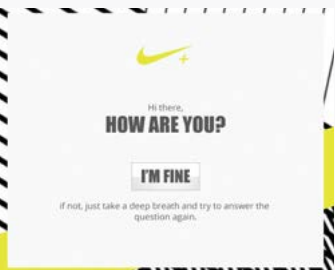 Hi there,
HOW ARE YOU?
I'M FINE
if not, just take a deep breath and try to answer the
question again.